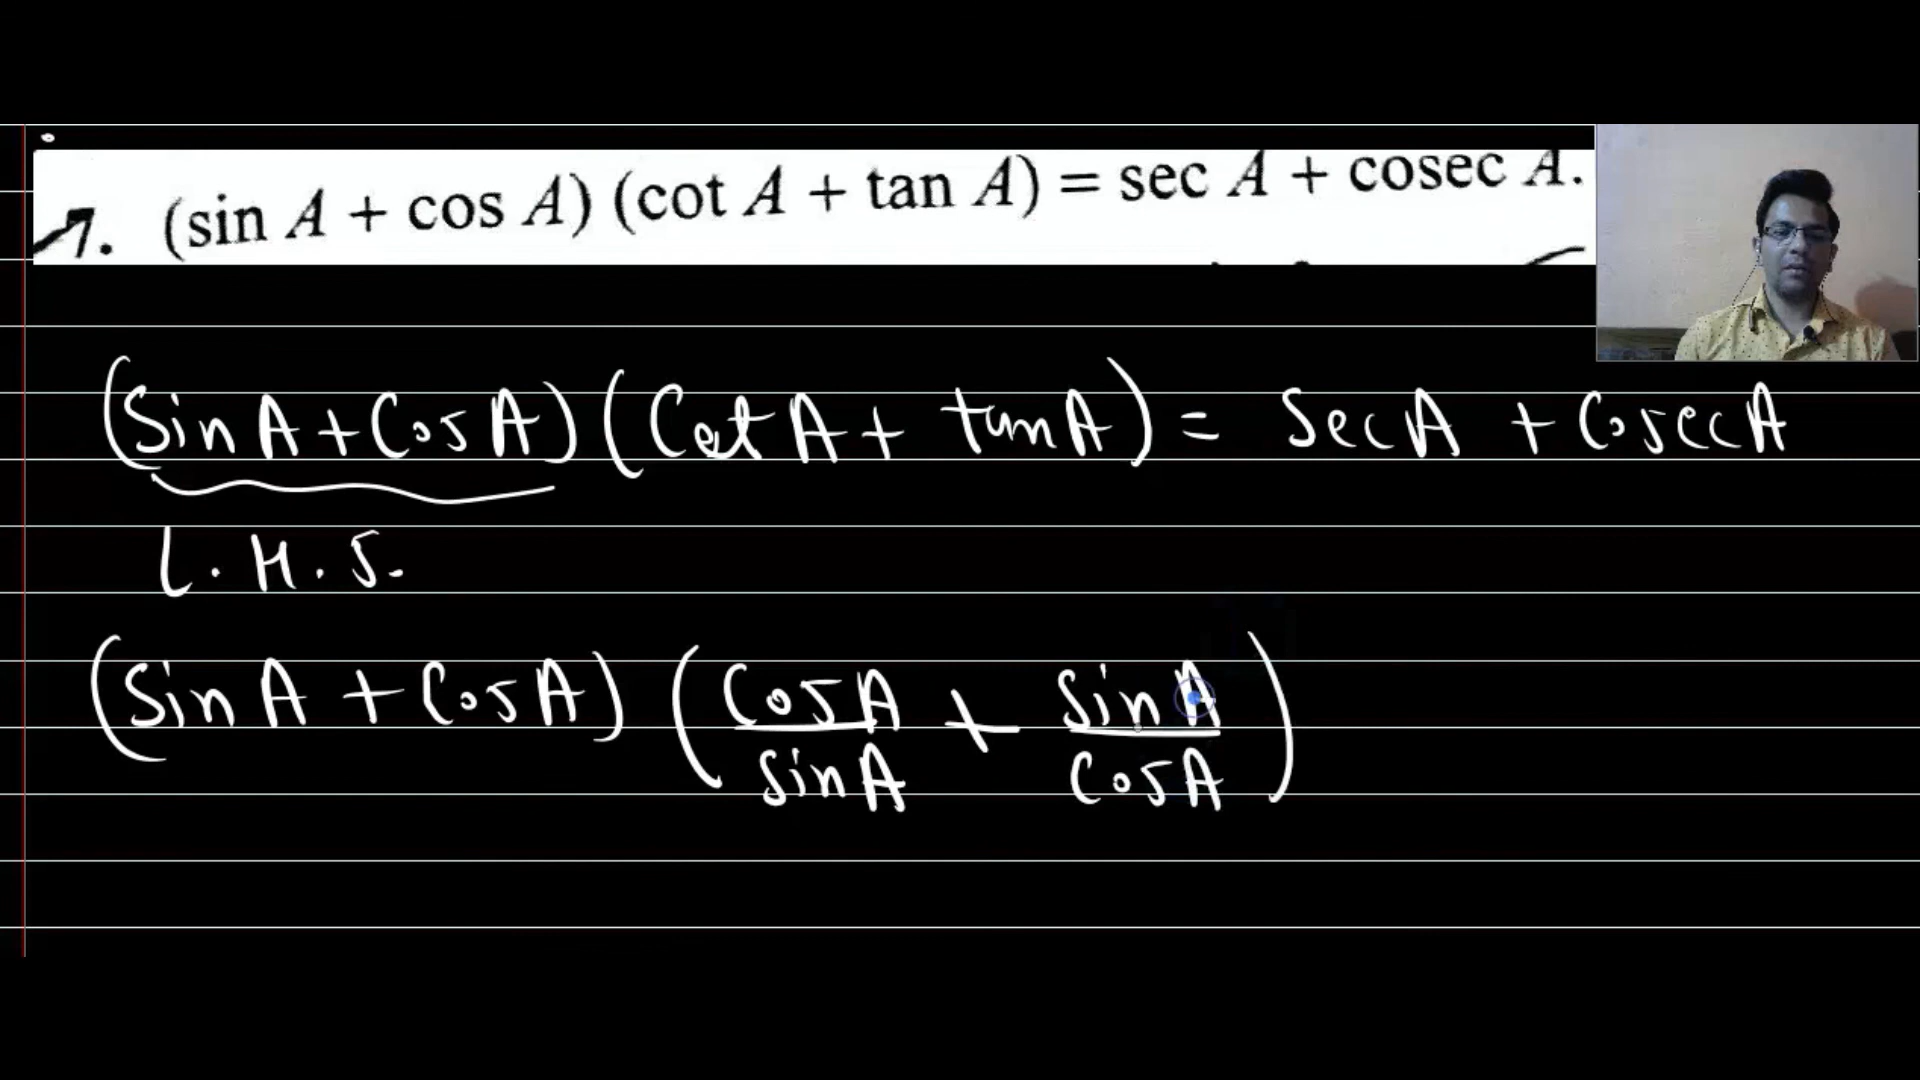 7. (sin A + cos A) (cot A + tan A) = sec A + cosec A.
(Sin A + Cos A) (Cot A + tan A) = Sec A + Cosec A
L.H.S.
(Sin A + Cos A) (Cos A / Sin A + Sin A / Cos A)